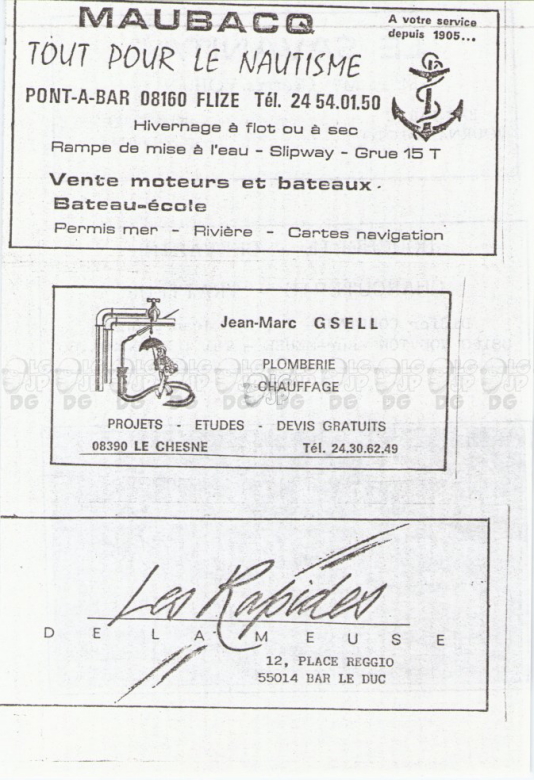 MAUBACQ
A votre service
depuis 1905...
TOUT POUR LE NAUTISME
PONT-A-BAR 08160 FLIZE Tél. 24 54.01.50
Hivernage à flot ou à sec
Rampe de mise à l'eau - Slipway - Grue 15 T
Vente moteurs et bateaux.
Bateau-école
Permis mer - Rivière - Cartes navigation
Jean-Marc GSELL
PLOMBERIE
CHAUFFAGE
PROJETS - ETUDES - DEVIS GRATUITS
08390 LE CHESNE Tél. 24.30.62.49
Les Rapides
DE LA MEUSE
12, PLACE REGGIO
55014 BAR LE DUC